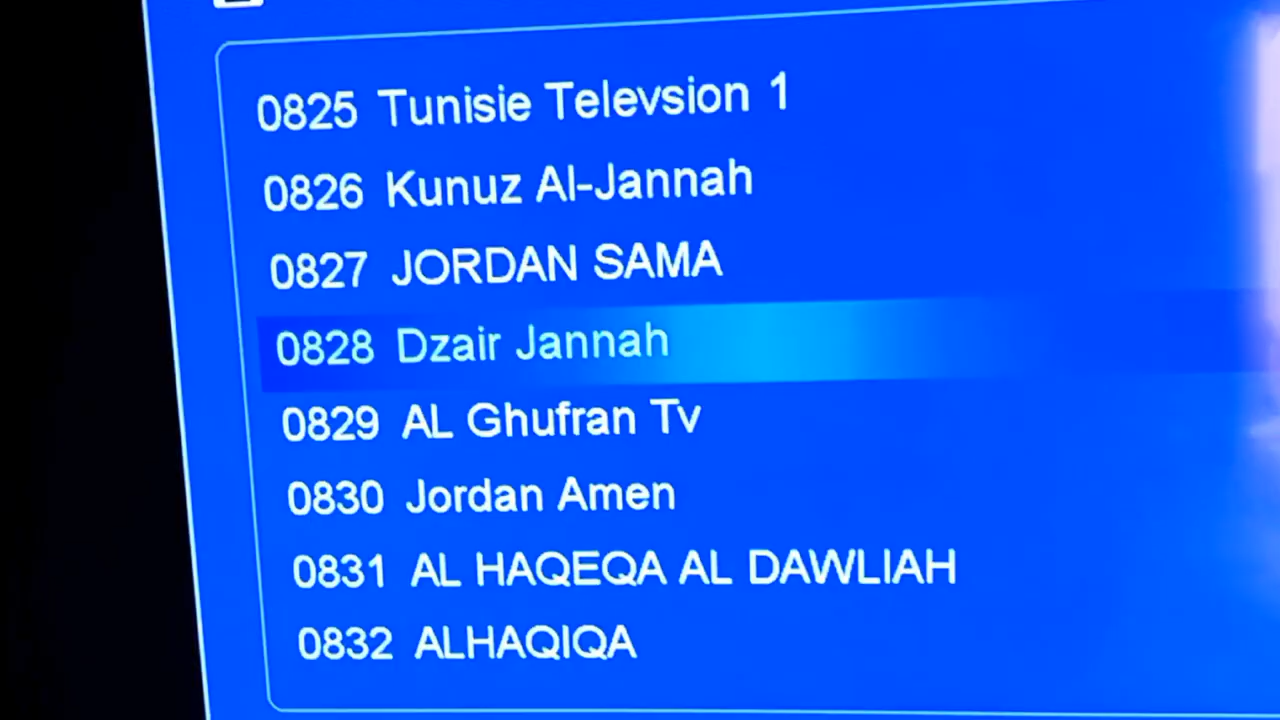 0825 Tunisie Televsion 1
0826 Kunuz Al-Jannah
0827 JORDAN SAMA
0828 Dzair Jannah
0829 AL Ghufran Tv
0830 Jordan Amen
0831 AL HAQEQA AL DAWLIAH
0832 ALHAQIQA